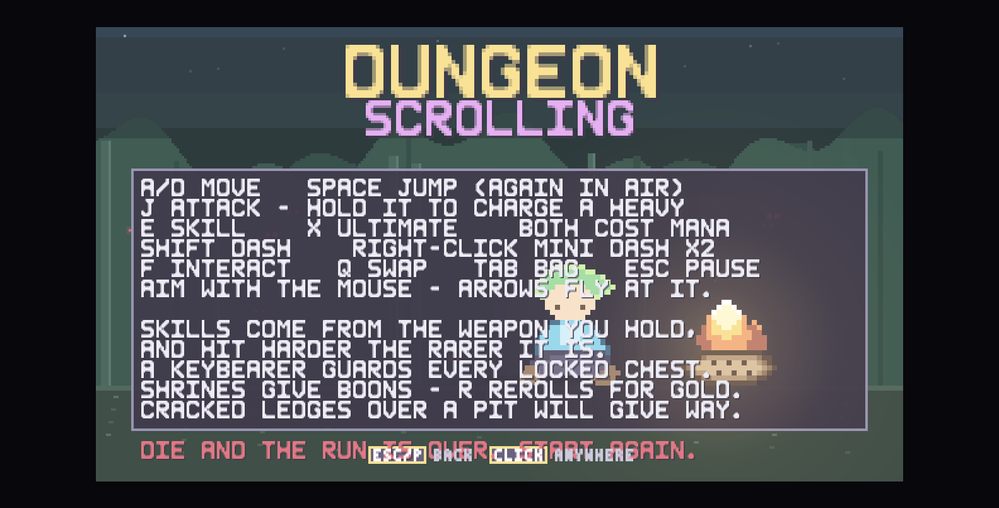 DUNGEON
SCROLLING
A/D MOVE   SPACE JUMP (AGAIN IN AIR)
J ATTACK - HOLD IT TO CHARGE A HEAVY
E SKILL    X ULTIMATE    BOTH COST MANA
SHIFT DASH    RIGHT-CLICK MINI DASH X2
F INTERACT   Q SWAP   TAB BAG   ESC PAUSE
AIM WITH THE MOUSE - ARROWS FLY AT IT.
SKILLS COME FROM THE WEAPON YOU HOLD,
AND HIT HARDER THE RARER IT IS.
A KEYBEARER GUARDS EVERY LOCKED CHEST.
SHRINES GIVE BOONS - R REROLLS FOR GOLD.
CRACKED LEDGES OVER A PIT WILL GIVE WAY.
DIE AND THE RUN IS OVER. START AGAIN.
ESC/P BACK CLICK ANYWHERE